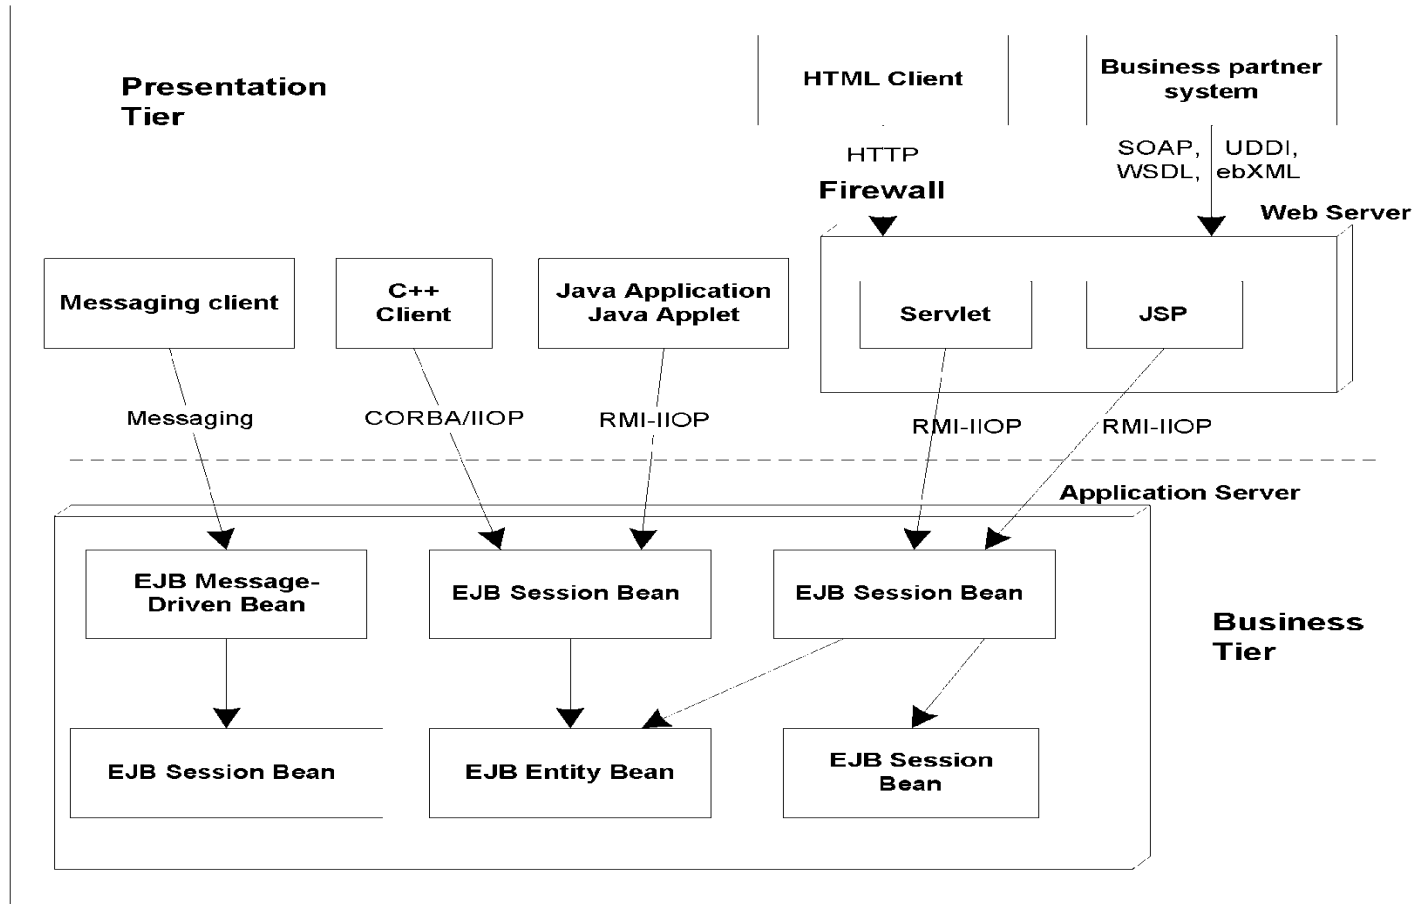 Presentation
Tier
HTML Client
Business partner
system
HTTP
SOAP, UDDI,
WSDL, ebXML
Firewall
Web Server
Messaging client
C++
Client
Java Application
Java Applet
Servlet
JSP
Messaging
CORBA/IIOP
RMI-IIOP
RMI-IIOP
RMI-IIOP
Application Server
EJB Message-
Driven Bean
EJB Session Bean
EJB Session Bean
Business
Tier
EJB Session Bean
EJB Entity Bean
EJB Session
Bean